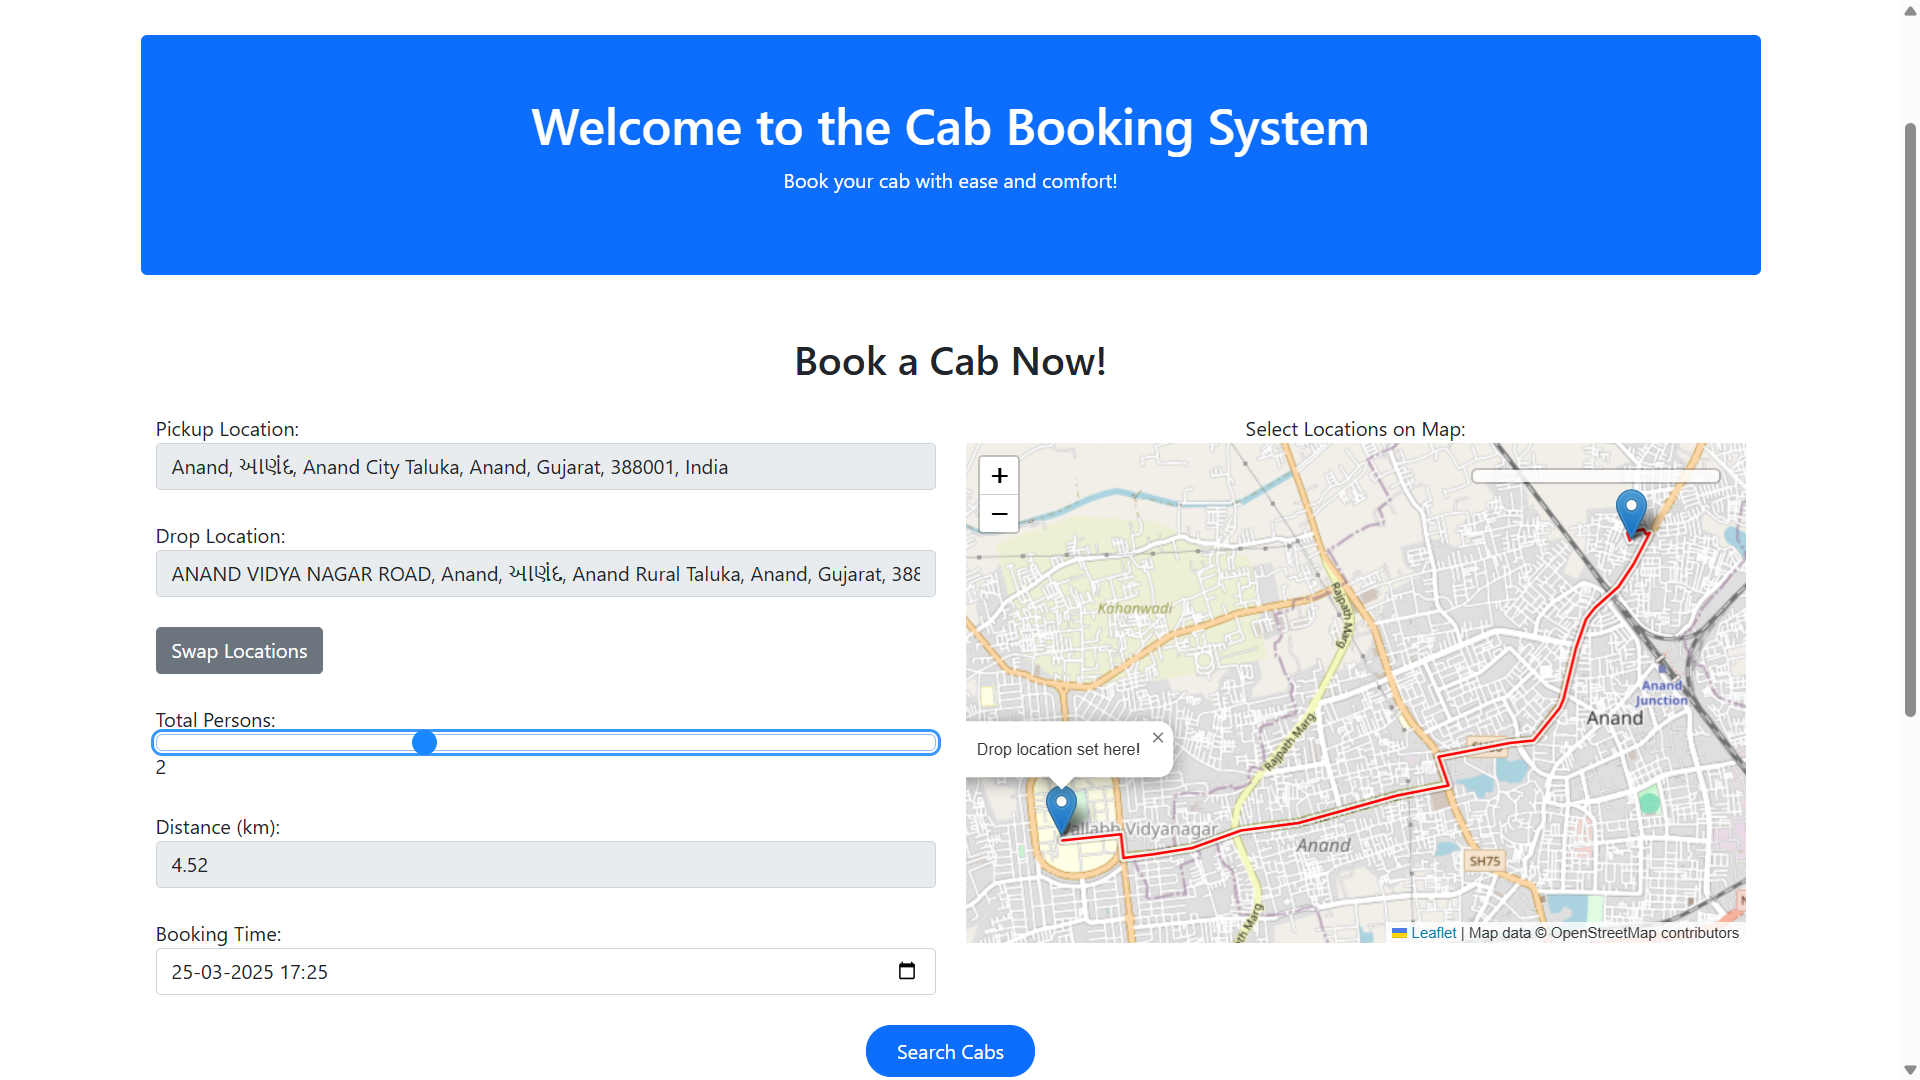 Welcome to the Cab Booking System
Book your cab with ease and comfort!
Book a Cab Now!
Pickup Location:
Anand, આણંદ, Anand City Taluka, Anand, Gujarat, 388001, India
Drop Location:
ANAND VIDYA NAGAR ROAD, Anand, આણંદ, Anand Rural Taluka, Anand, Gujarat, 388
Swap Locations
Total Persons:
2
Distance (km):
4.52
Booking Time:
25-03-2025 17:25
Select Locations on Map:
+
−
Kahanwadi
Rajpath Marg
Anand
Junction
Anand
Rajpath Marg
Drop location set here!
×
Vidyanagar
Anand
SH75
Marg
Leaflet | Map data © OpenStreetMap contributors
Search Cabs